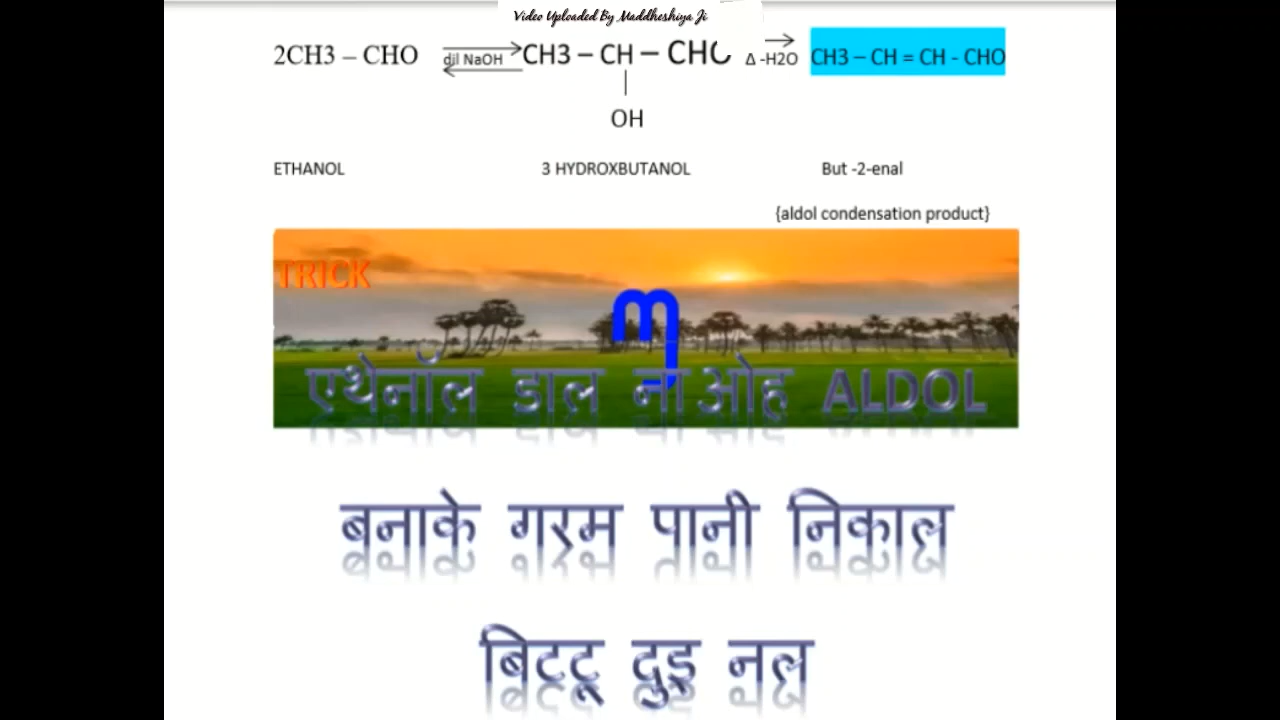 Video Uploaded By Maddheshiya Ji
2CH3 – CHO dil NaOH CH3 – CH – CHO Δ -H2O CH3 – CH = CH - CHO
OH
ETHANOL 3 HYDROXBUTANOL But -2-enal
{aldol condensation product}
TRICK
एथेनॉल डाल ना ओह ALDOL
बनाके गरम पानी निकाल
बिटटू दुइ नल